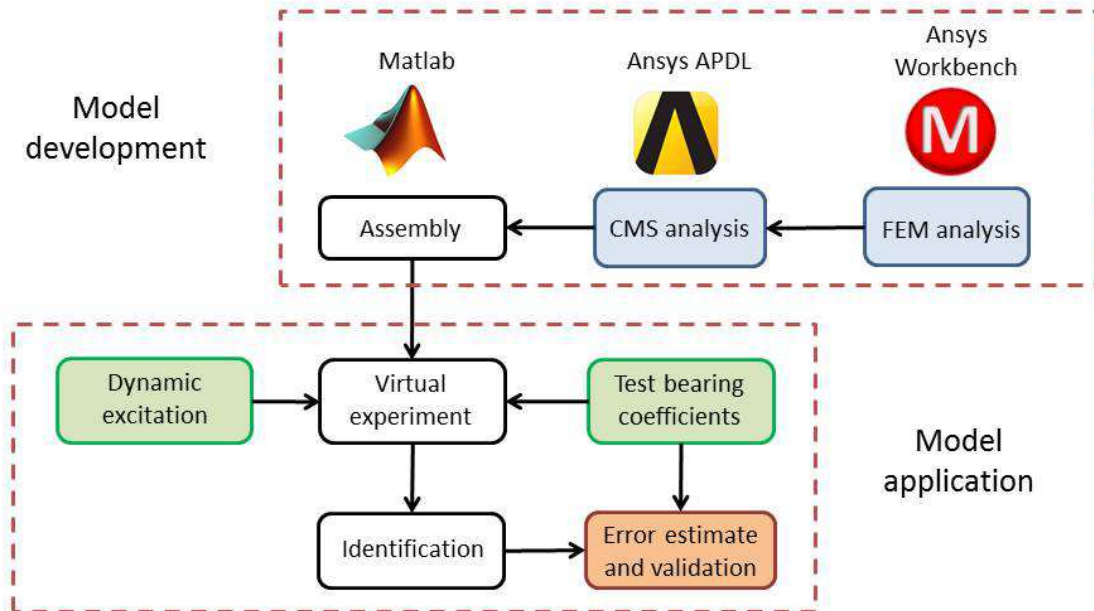 Model
development
Matlab
Ansys APDL
Ansys
Workbench
M
Assembly
CMS analysis
FEM analysis
Dynamic
excitation
Virtual
experiment
Test bearing
coefficients
Model
application
Identification
Error estimate
and validation